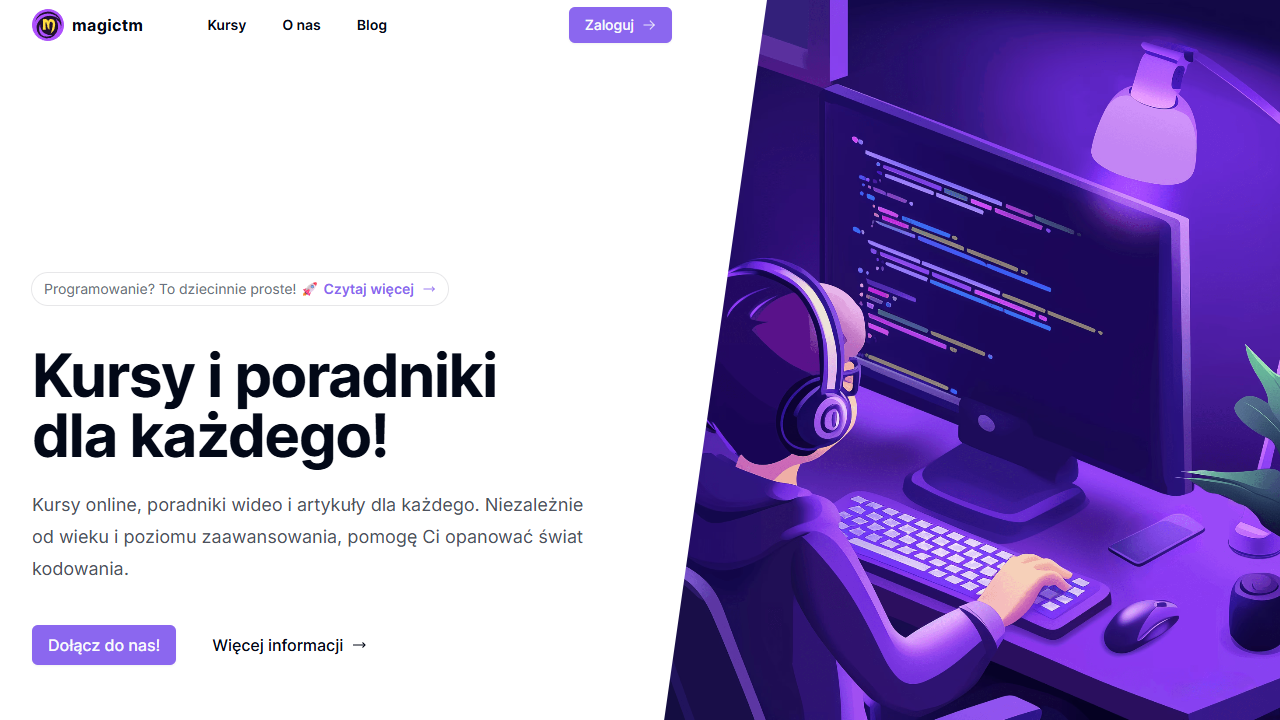 magictm
Kursy
O nas
Blog
Zaloguj →
Programowanie? To dziecinnie proste! 🚀 Czytaj więcej →
Kursy i poradniki
dla każdego!
Kursy online, poradniki wideo i artykuły dla każdego. Niezależnie
od wieku i poziomu zaawansowania, pomogę Ci opanować świat
kodowania.
Dołącz do nas!
Więcej informacji →